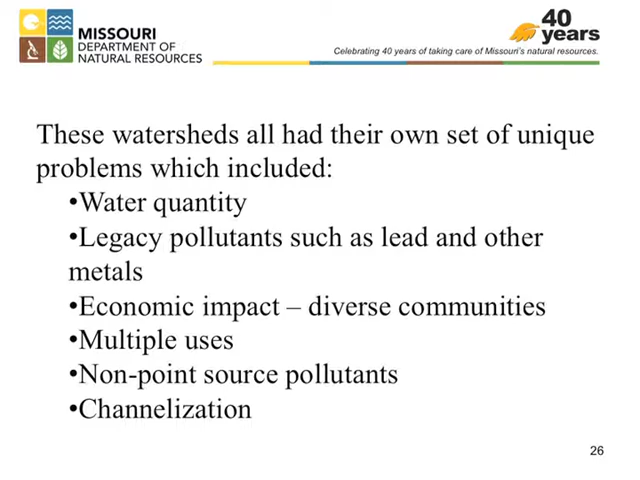 MISSOURI
DEPARTMENT OF
NATURAL RESOURCES
40
years
Celebrating 40 years of taking care of Missouri's natural resources.
These watersheds all had their own set of unique
problems which included:
•Water quantity
•Legacy pollutants such as lead and other
metals
•Economic impact – diverse communities
•Multiple uses
•Non-point source pollutants
•Channelization
26